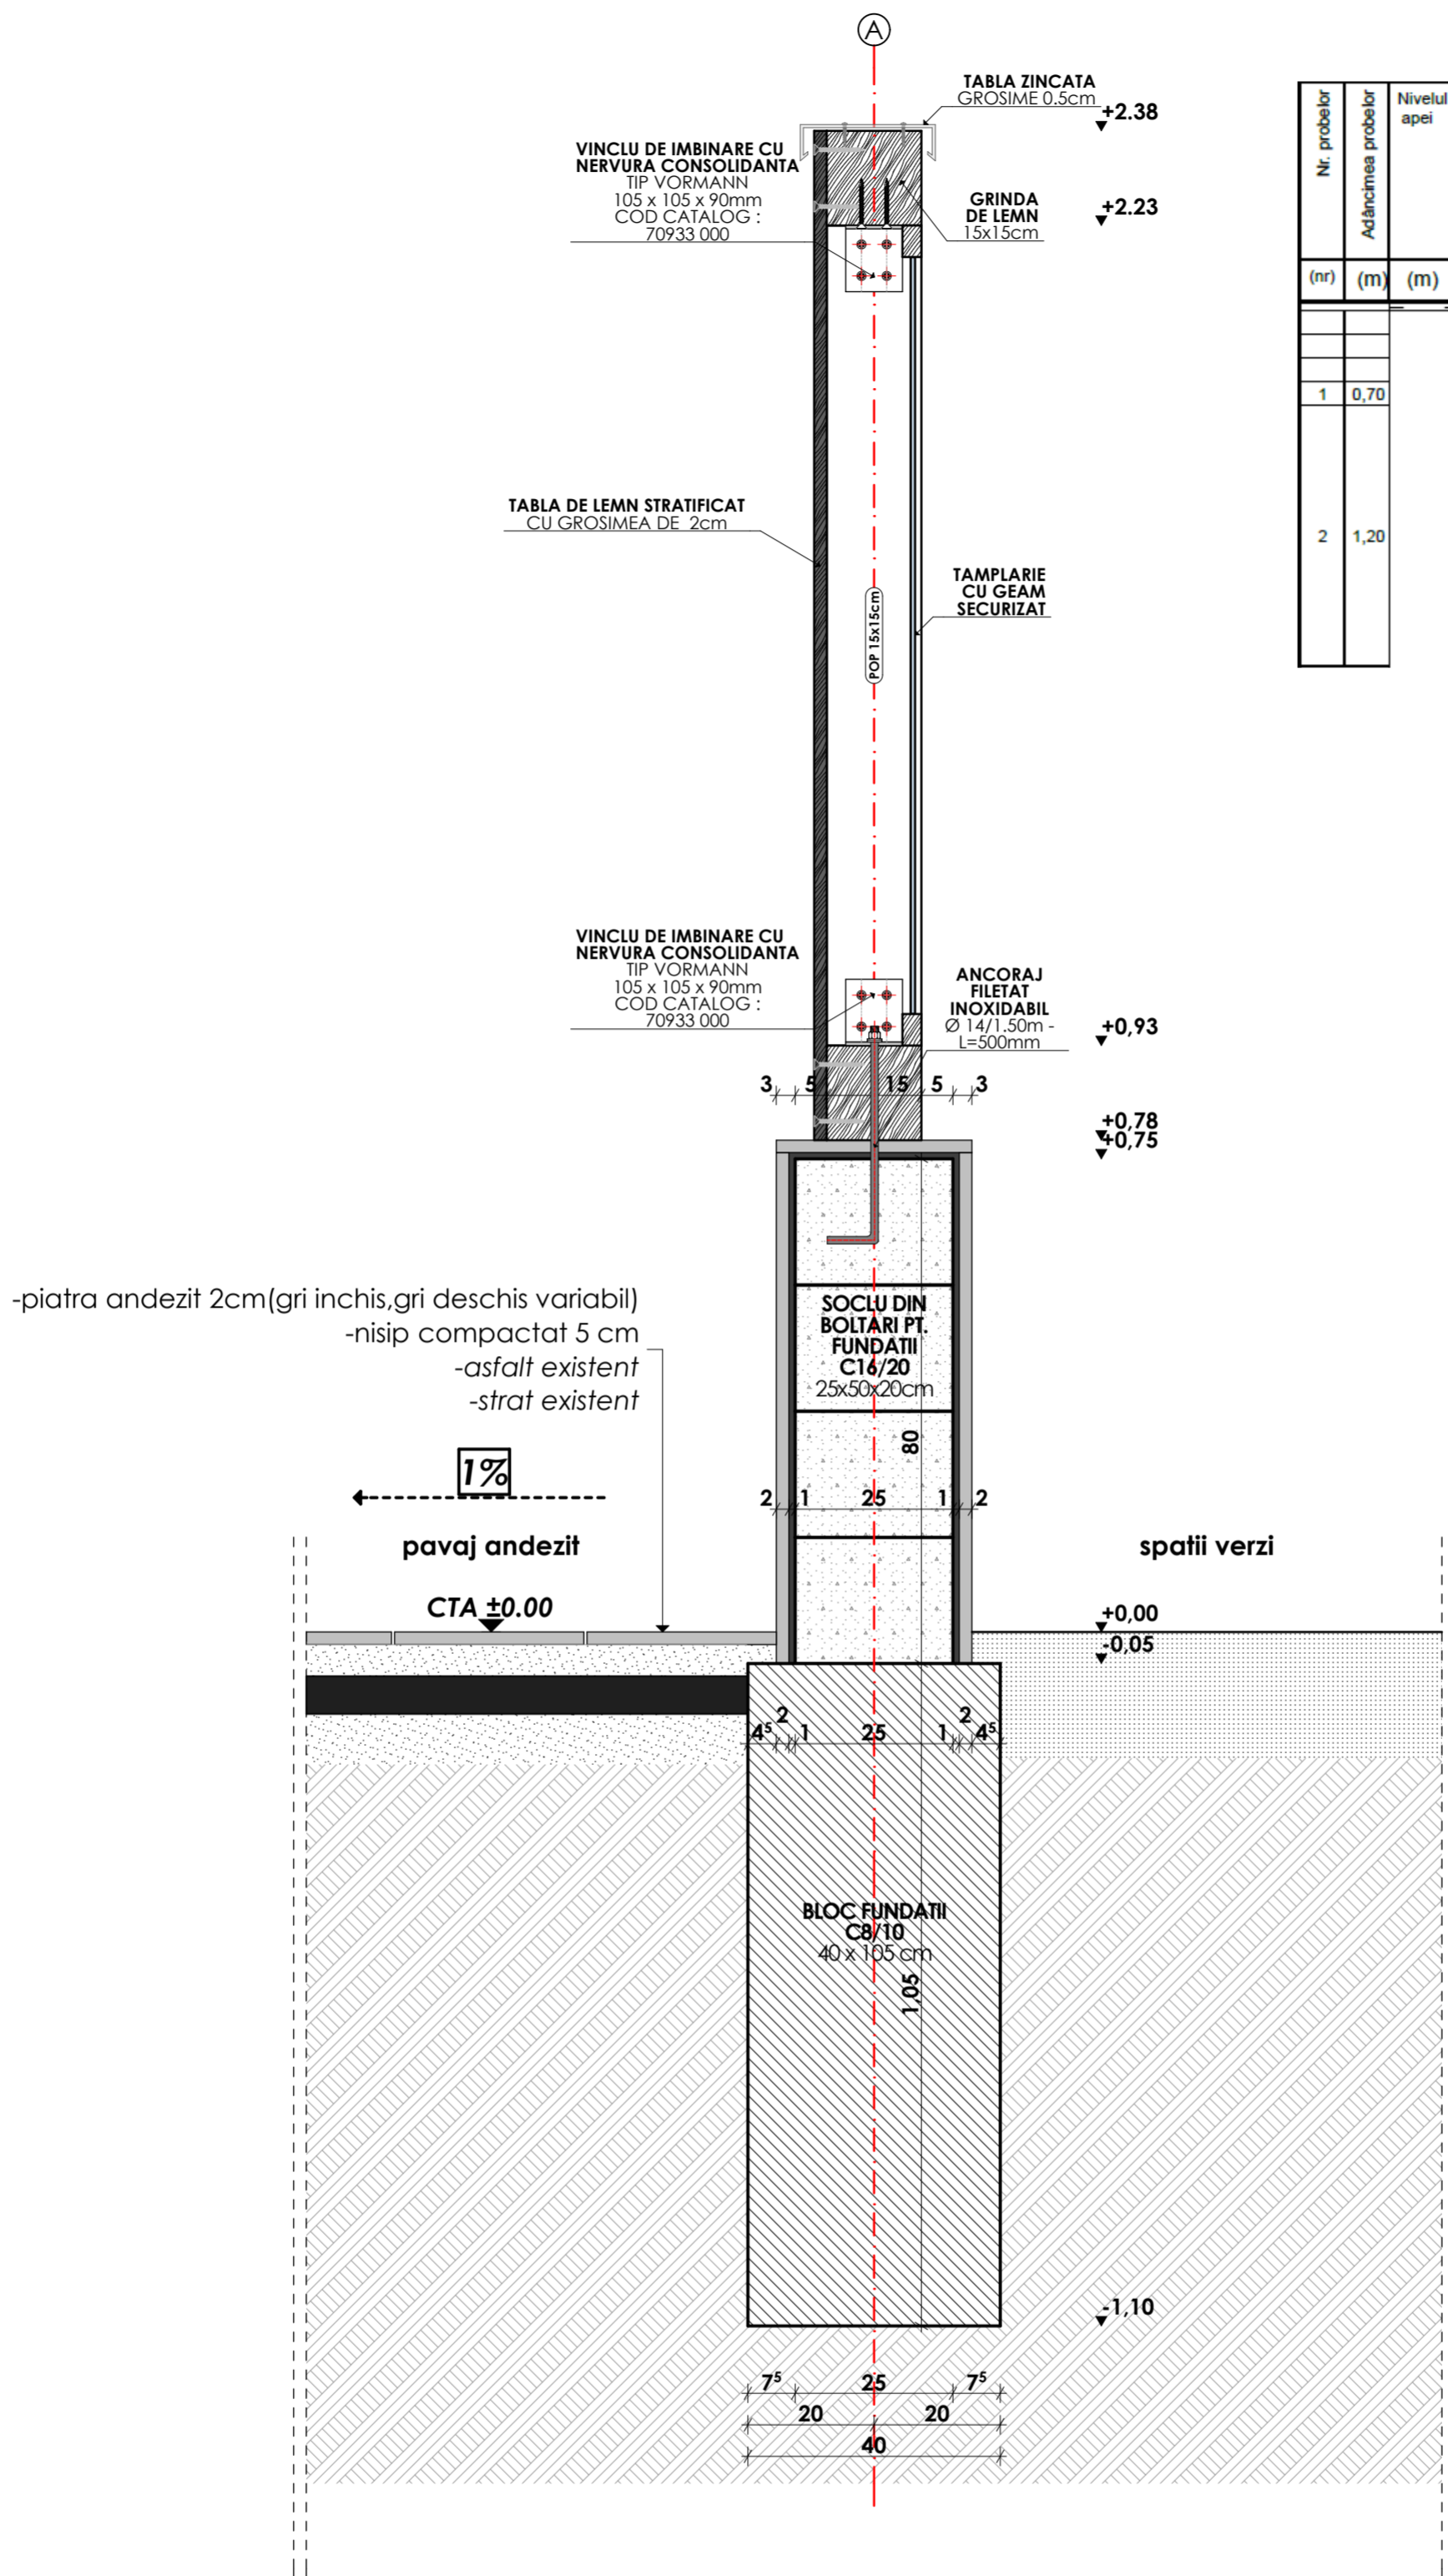 A
TABLA ZINCATA
GROSIME 0.5cm
+2.38
VINCLU DE IMBINARE CU
NERVURA CONSOLIDANTA
TIP VORMANN
105 x 105 x 90mm
COD CATALOG :
70933 000
GRINDA
DE LEMN
15x15cm
+2.23
Nr. probelor
Adâncimea probelor
Nivelul
apei
(nr)
(m)
(m)
1
0,70
2
1,20
TABLA DE LEMN STRATIFICAT
CU GROSIMEA DE 2cm
TAMPLARIE
CU GEAM
SECURIZAT
POP 15x15cm
VINCLU DE IMBINARE CU
NERVURA CONSOLIDANTA
TIP VORMANN
105 x 105 x 90mm
COD CATALOG :
70933 000
ANCORAJ
FILETAT
INOXIDABIL
Ø 14/1.50m -
L=500mm
+0,93
3 5 15 5 3
+0,78
+0,75
-piatra andezit 2cm(gri inchis,gri deschis variabil)
-nisip compactat 5 cm
-asfalt existent
-strat existent
SOCLU DIN
BOLTARI PT.
FUNDATII
C16/20
25x50x20cm
80
1%
2 1 25 1 2
pavaj andezit
spatii verzi
CTA ±0.00
+0,00
-0,05
4⁵ 2 1 25 1 2 4⁵
BLOC FUNDATII
C8/10
40 x 105 cm
1,05
-1,10
7⁵ 25 7⁵
20 20
40